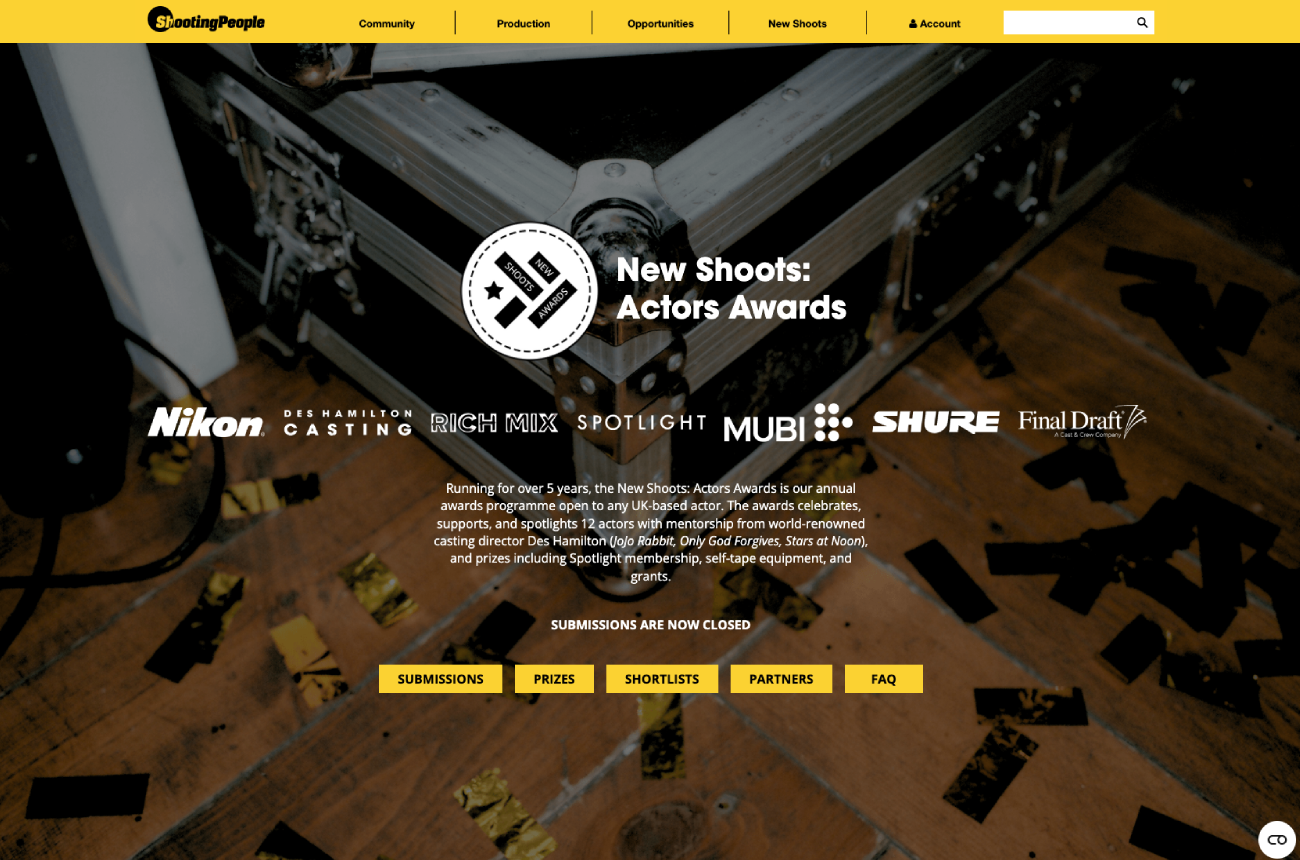 ShootingPeople
Community
Production
Opportunities
New Shoots
Account
SHOOTS
NEW
AWARDS
New Shoots:
Actors Awards
Nikon
DES HAMILTON
CASTING
RICH MIX
SPOTLIGHT
MUBI
SHURE
Final Draft
A Cast & Crew Company
Running for over 5 years, the New Shoots: Actors Awards is our annual
awards programme open to any UK-based actor. The awards celebrates,
supports, and spotlights 12 actors with mentorship from world-renowned
casting director Des Hamilton (JoJo Rabbit, Only God Forgives, Stars at Noon),
and prizes including Spotlight membership, self-tape equipment, and
grants.
SUBMISSIONS ARE NOW CLOSED
SUBMISSIONS
PRIZES
SHORTLISTS
PARTNERS
FAQ